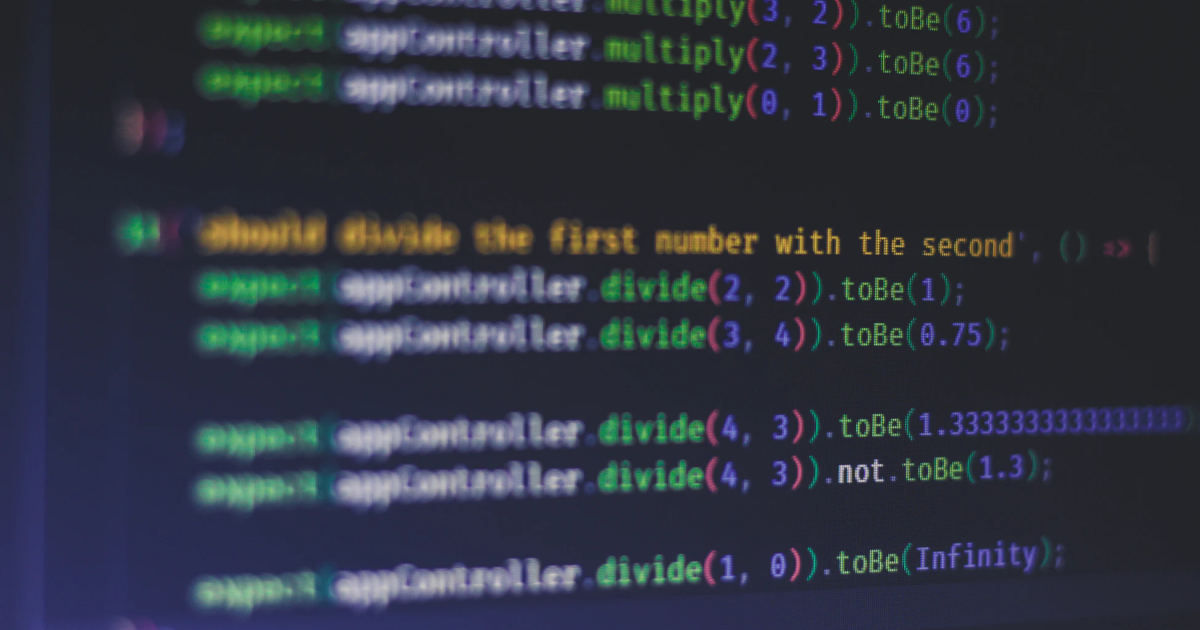 expect(appController.multiply(3, 2)).toBe(6);
expect(appController.multiply(2, 3)).toBe(6);
expect(appController.multiply(0, 1)).toBe(0);
should divide the first number with the second', () => {
expect(appController.divide(2, 2)).toBe(1);
expect(appController.divide(3, 4)).toBe(0.75);
expect(appController.divide(4, 3)).toBe(1.3333333333333333)
expect(appController.divide(4, 3)).not.toBe(1.3);
expect(appController.divide(1, 0)).toBe(Infinity);